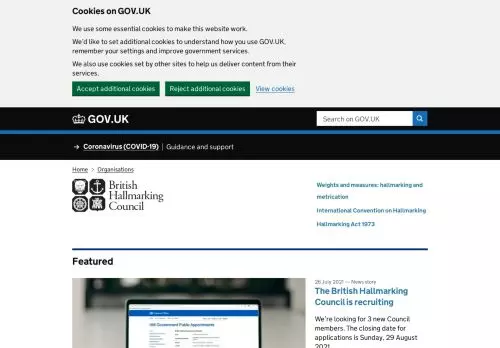 Cookies on GOV.UK
We use some essential cookies to make this website work.
We'd like to set additional cookies to understand how you use GOV.UK,
remember your settings and improve government services.
We also use cookies set by other sites to help us deliver content from their
services.
Accept additional cookies Reject additional cookies View cookies
GOV.UK Search on GOV.UK
→ Coronavirus (COVID-19) | Guidance and support
Home > Organisations
British
Hallmarking
Council
Weights and measures: hallmarking and
metrication
International Convention on Hallmarking
Hallmarking Act 1973
Featured
HM Government Public Appointments
26 July 2021 — News story
The British Hallmarking
Council is recruiting
We're looking for 3 new Council
members. The closing date for
applications is Sunday, 29 August
2021